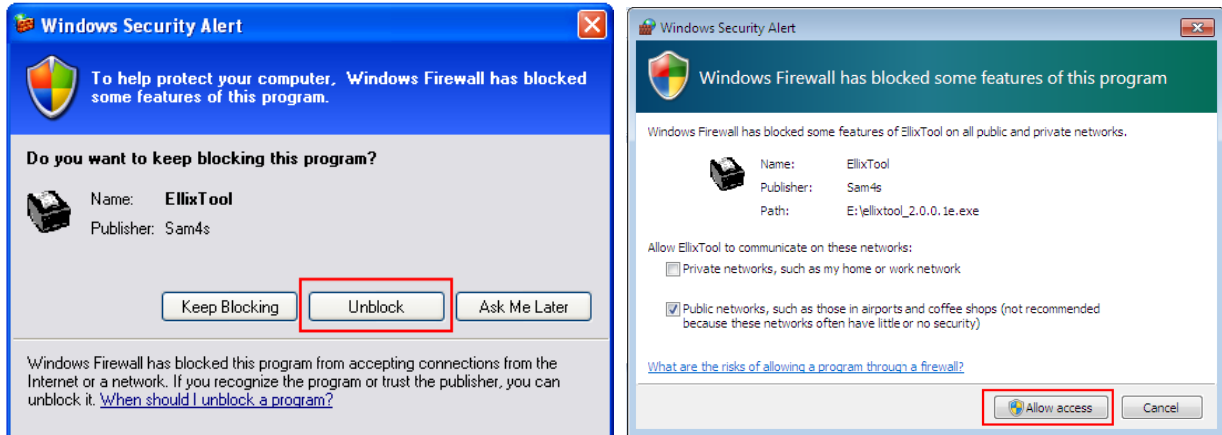 Windows Security Alert
To help protect your computer, Windows Firewall has blocked
some features of this program.
Do you want to keep blocking this program?
Name: EllixTool
Publisher: Sam4s
Keep Blocking Unblock Ask Me Later
Windows Firewall has blocked this program from accepting connections from the
Internet or a network. If you recognize the program or trust the publisher, you can
unblock it. When should I unblock a program?
Windows Security Alert
Windows Firewall has blocked some features of this program
Windows Firewall has blocked some features of EllixTool on all public and private networks.
Name: EllixTool
Publisher: Sam4s
Path: E:\ellixtool_2.0.0.1e.exe
Allow EllixTool to communicate on these networks:
Private networks, such as my home or work network
Public networks, such as those in airports and coffee shops (not recommended
because these networks often have little or no security)
What are the risks of allowing a program through a firewall?
Allow access Cancel